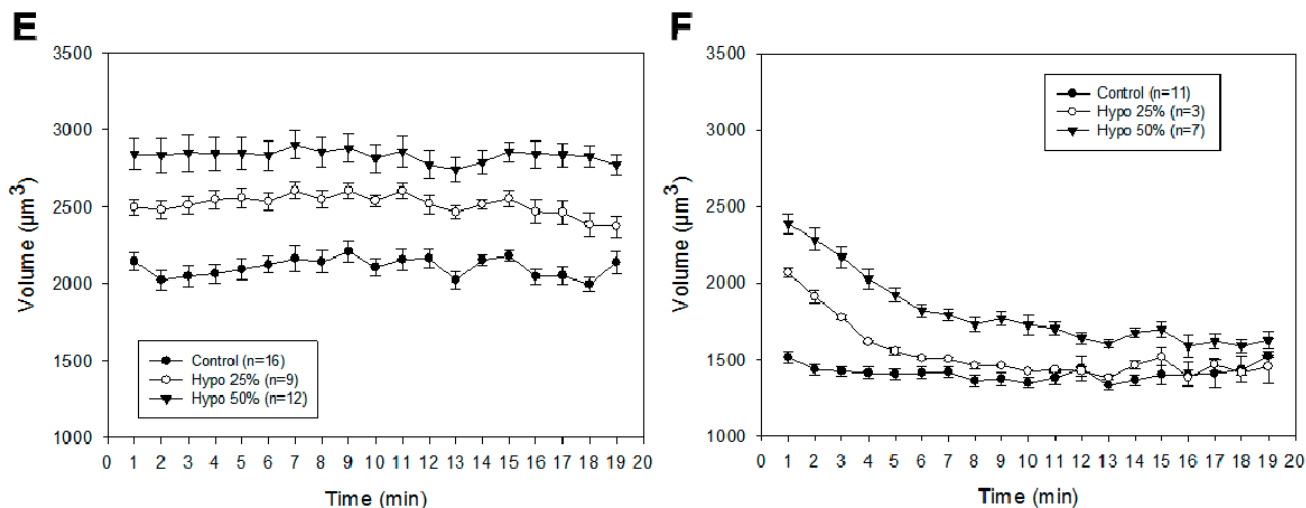 E
3500
3000
2500
2000
1500
1000
Volume (µm³)
Control (n=16)
Hypo 25% (n=9)
Hypo 50% (n=12)
0 1 2 3 4 5 6 7 8 9 10 11 12 13 14 15 16 17 18 19 20
Time (min)
F
3500
3000
2500
2000
1500
1000
Volume (µm³)
Control (n=11)
Hypo 25% (n=3)
Hypo 50% (n=7)
0 1 2 3 4 5 6 7 8 9 10 11 12 13 14 15 16 17 18 19 20
Time (min)